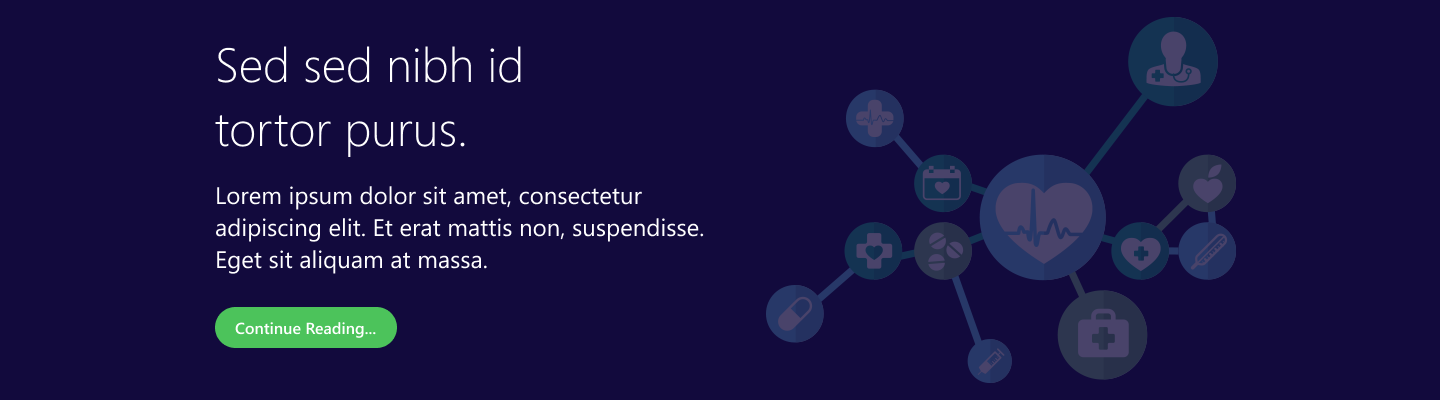 Sed sed nibh id
tortor purus.
Lorem ipsum dolor sit amet, consectetur
adipiscing elit. Et erat mattis non, suspendisse.
Eget sit aliquam at massa.
Continue Reading...